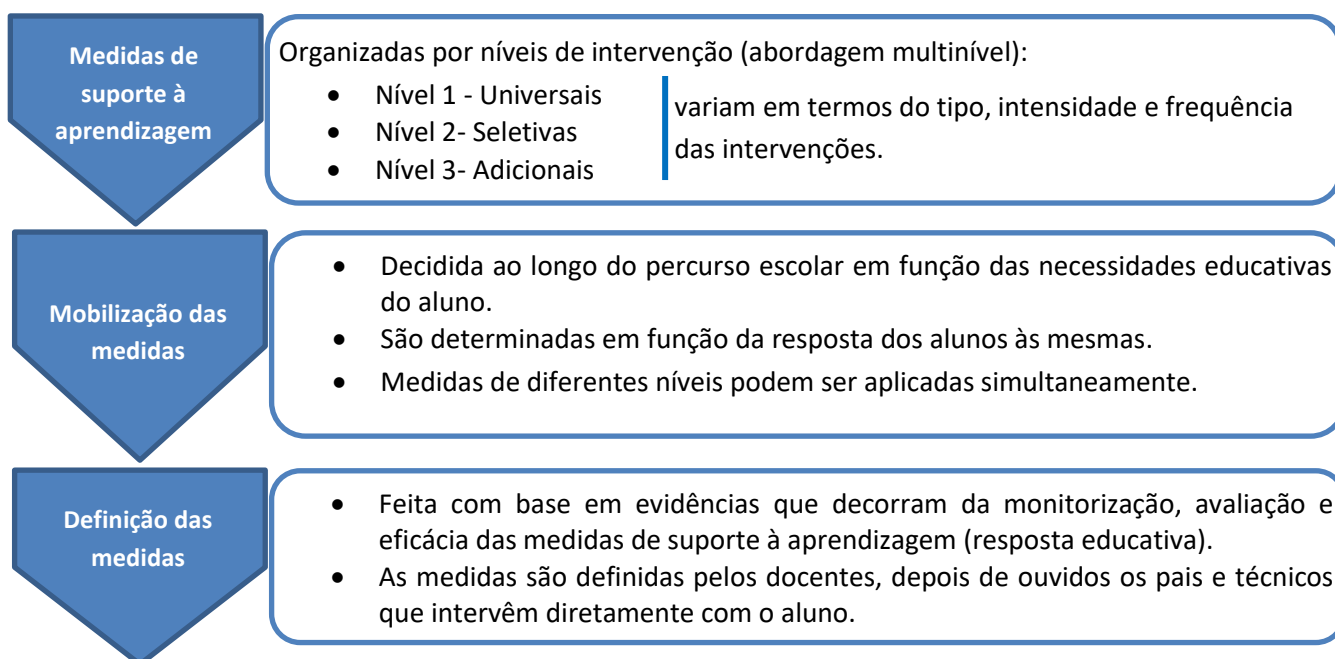 Medidas de
suporte à
aprendizagem
Organizadas por níveis de intervenção (abordagem multinível):
• Nível 1 - Universais
• Nível 2- Seletivas
• Nível 3- Adicionais
variam em termos do tipo, intensidade e frequência
das intervenções.
Mobilização das
medidas
• Decidida ao longo do percurso escolar em função das necessidades educativas
do aluno.
• São determinadas em função da resposta dos alunos às mesmas.
• Medidas de diferentes níveis podem ser aplicadas simultaneamente.
Definição das
medidas
• Feita com base em evidências que decorram da monitorização, avaliação e
eficácia das medidas de suporte à aprendizagem (resposta educativa).
• As medidas são definidas pelos docentes, depois de ouvidos os pais e técnicos
que intervêm diretamente com o aluno.